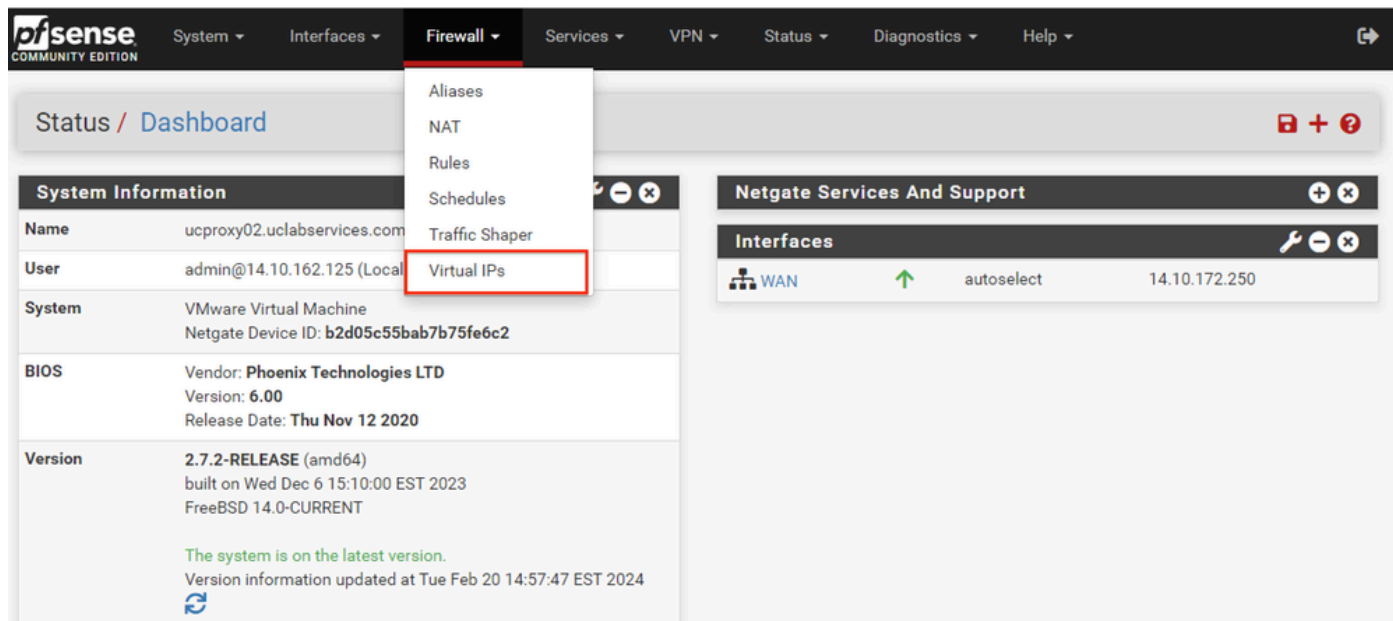 pfsense
COMMUNITY EDITION
System
Interfaces
Firewall
Services
VPN
Status
Diagnostics
Help
Aliases
NAT
Rules
Schedules
Traffic Shaper
Virtual IPs
Status / Dashboard
System Information
Name ucproxy02.uclabservices.com
User admin@14.10.162.125 (Local
System VMware Virtual Machine
Netgate Device ID: b2d05c55bab7b75fe6c2
BIOS Vendor: Phoenix Technologies LTD
Version: 6.00
Release Date: Thu Nov 12 2020
Version 2.7.2-RELEASE (amd64)
built on Wed Dec 6 15:10:00 EST 2023
FreeBSD 14.0-CURRENT
The system is on the latest version.
Version information updated at Tue Feb 20 14:57:47 EST 2024
Netgate Services And Support
Interfaces
WAN autoselect 14.10.172.250